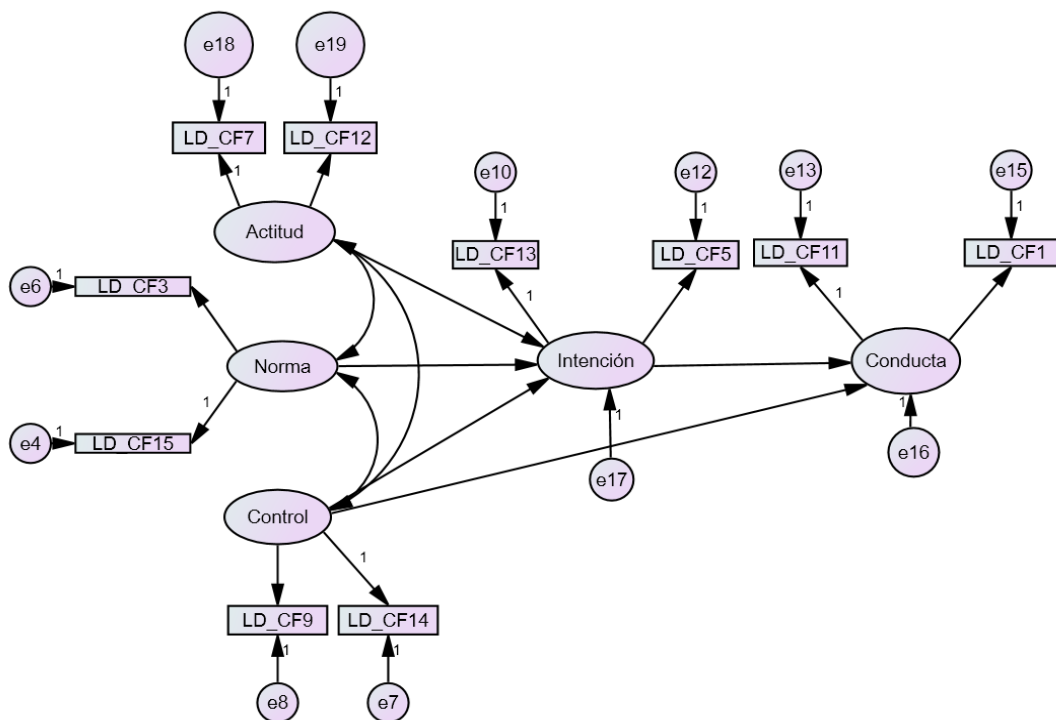 e18
e19
1
1
LD_CF7
LD_CF12
1
Actitud
e10
e12
e13
e15
1
1
1
1
LD_CF13
LD_CF5
LD_CF11
LD_CF1
1
1
e6
1
LD_CF3
Norma
Intención
Conducta
1
e4
1
LD_CF15
1
e17
1
e16
Control
1
LD_CF9
LD_CF14
1
1
e8
e7